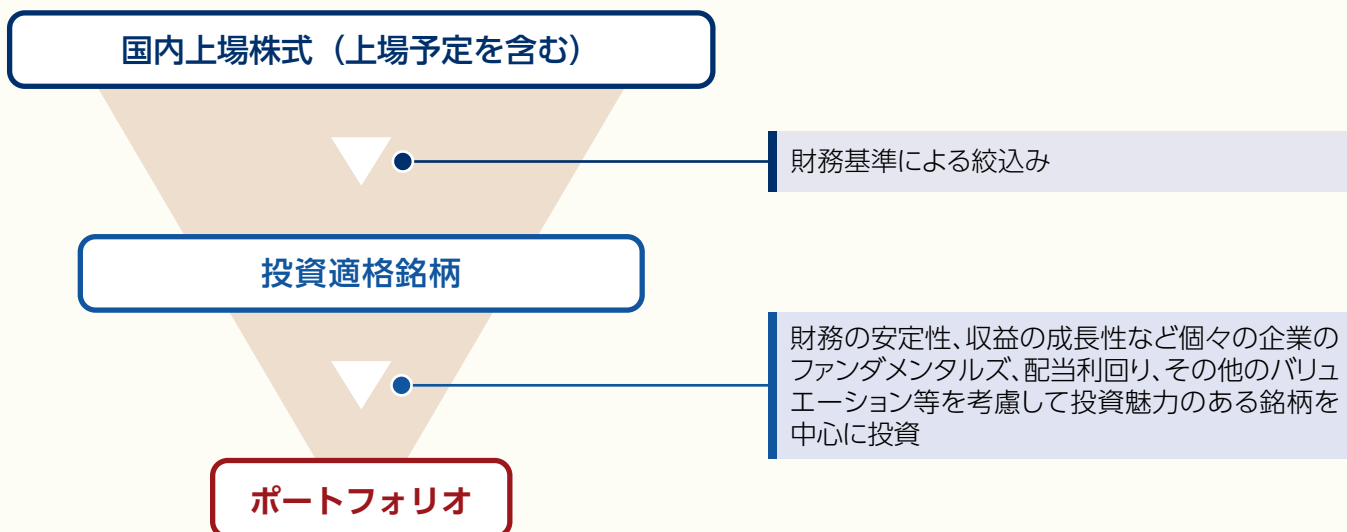 国内上場株式（上場予定を含む）
財務基準による絞込み
投資適格銘柄
財務の安定性、収益の成長性など個々の企業の
ファンダメンタルズ、配当利回り、その他のバリュ
エーション等を考慮して投資魅力のある銘柄を
中心に投資
ポートフォリオ